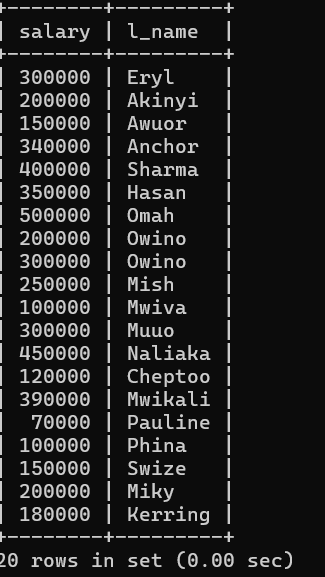 +--------+---------+
| salary | l_name  |
+--------+---------+
| 300000 | Eryl    |
| 200000 | Akinyi  |
| 150000 | Awuor   |
| 340000 | Anchor  |
| 400000 | Sharma  |
| 350000 | Hasan   |
| 500000 | Omah    |
| 200000 | Owino   |
| 300000 | Owino   |
| 250000 | Mish    |
| 100000 | Mwiva   |
| 300000 | Muuo    |
| 450000 | Naliaka |
| 120000 | Cheptoo |
| 390000 | Mwikali |
|  70000 | Pauline |
| 100000 | Phina   |
| 150000 | Swize   |
| 200000 | Miky    |
| 180000 | Kerring |
+--------+---------+
20 rows in set (0.00 sec)